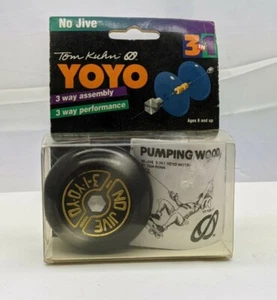 No Jive™
3 IN
Tom Kuhn
YOYO
3 way assembly
3 way performance
Ages 8 and up
PUMPING WOOD
NO JIVE
3-1-YOYO